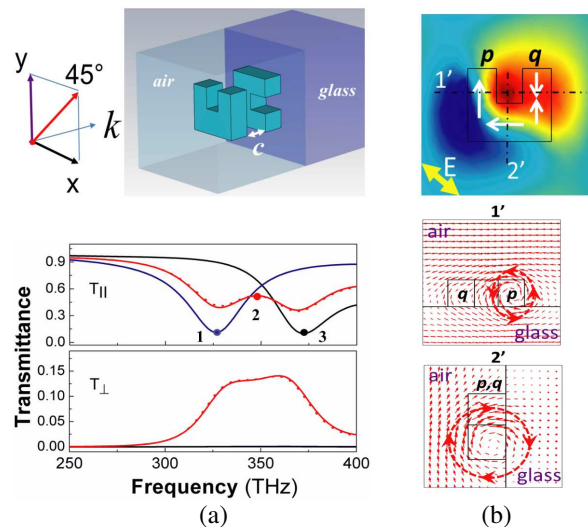 y
45°
k
x
air
glass
c
p q
1'
2'
E
1'
air
q p
glass
2'
air
p,q
glass
Transmittance
0.9
0.6
0.3
0.0
T||
1
2
3
0.15
0.10
0.05
0.00
T⊥
250 300 350 400
Frequency (THz)
(a)
(b)